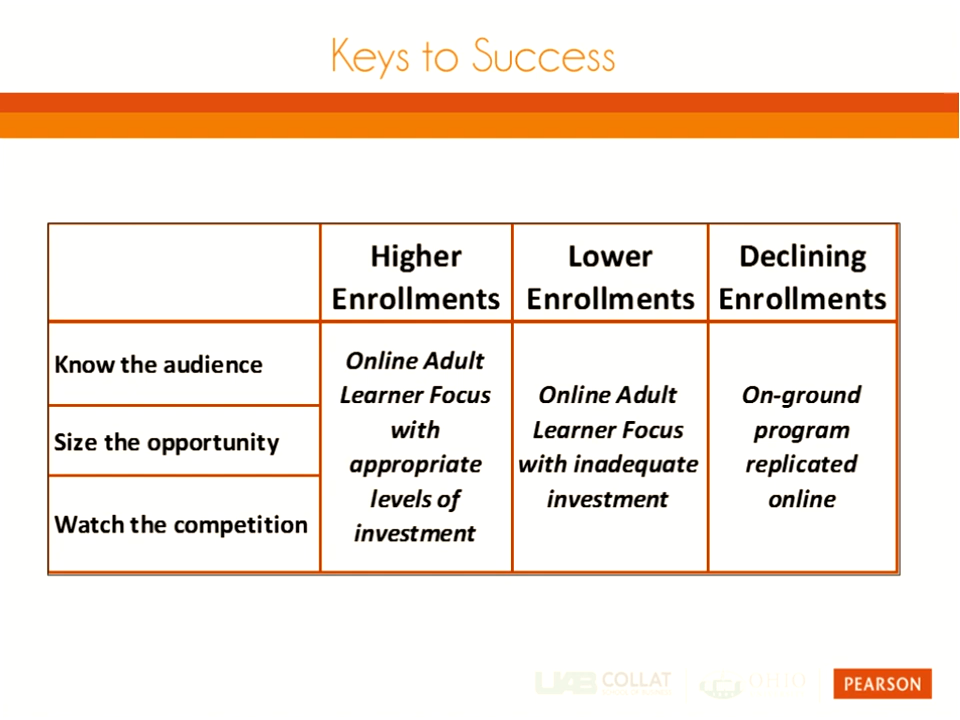 Keys to Success
Higher
Enrollments
Lower
Enrollments
Declining
Enrollments
Know the audience
Size the opportunity
Watch the competition
Online Adult
Learner Focus
with
appropriate
levels of
investment
Online Adult
Learner Focus
with inadequate
investment
On-ground
program
replicated
online
UAB COLLAT
OHIO
PEARSON